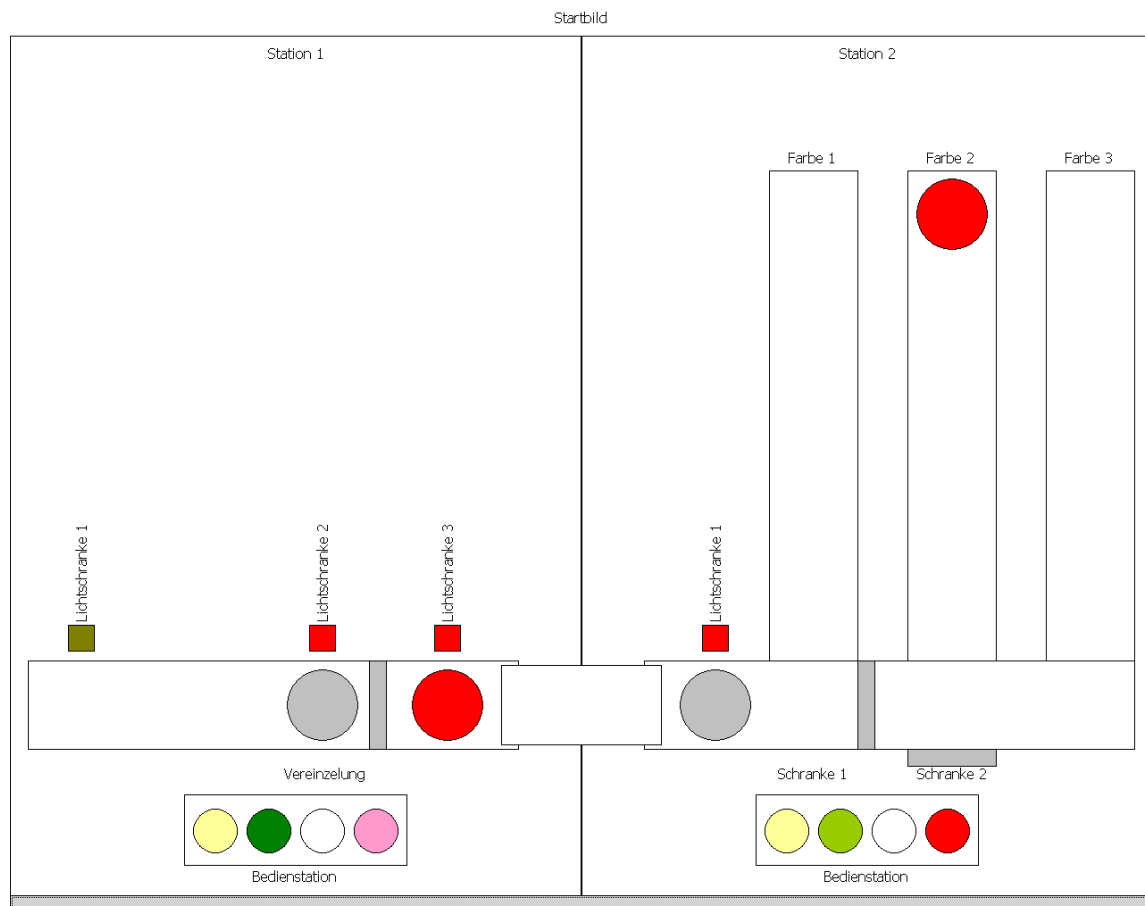 Startbild
Station 1
Station 2
Farbe 1
Farbe 2
Farbe 3
Lichtschranke 1
Lichtschranke 2
Lichtschranke 3
Lichtschranke 1
Vereinzelung
Schranke 1
Schranke 2
Bedienstation
Bedienstation